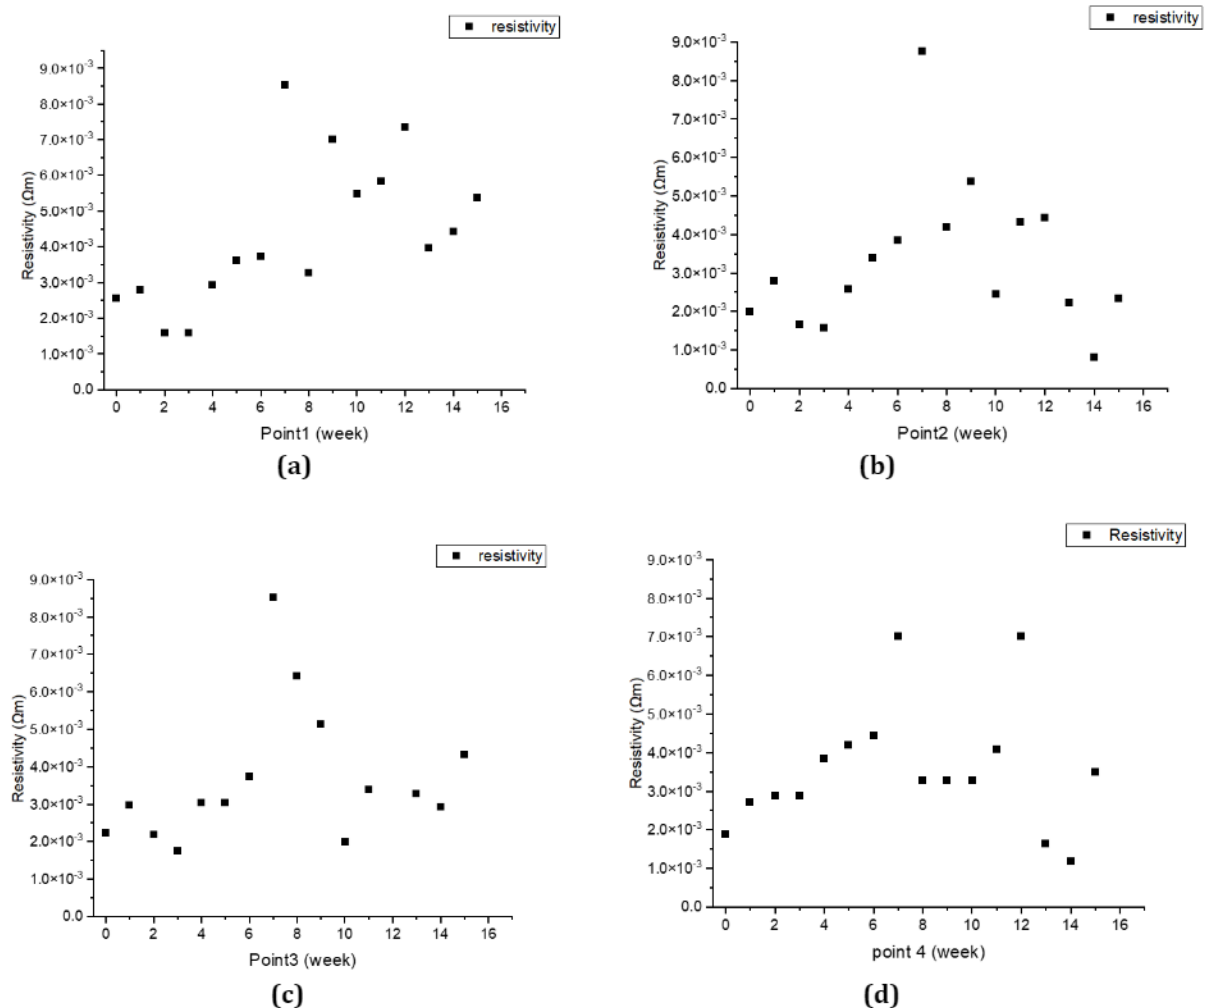 resistivity
9.0×10⁻³
8.0×10⁻³
7.0×10⁻³
6.0×10⁻³
5.0×10⁻³
4.0×10⁻³
3.0×10⁻³
2.0×10⁻³
1.0×10⁻³
0.0
Resistivity (Ωm)
0 2 4 6 8 10 12 14 16
Point1 (week)
(a)
resistivity
9.0×10⁻³
8.0×10⁻³
7.0×10⁻³
6.0×10⁻³
5.0×10⁻³
4.0×10⁻³
3.0×10⁻³
2.0×10⁻³
1.0×10⁻³
0.0
Resistivity (Ωm)
0 2 4 6 8 10 12 14 16
Point2 (week)
(b)
resistivity
9.0×10⁻³
8.0×10⁻³
7.0×10⁻³
6.0×10⁻³
5.0×10⁻³
4.0×10⁻³
3.0×10⁻³
2.0×10⁻³
1.0×10⁻³
0.0
Resistivity (Ωm)
0 2 4 6 8 10 12 14 16
Point3 (week)
(c)
Resistivity
9.0×10⁻³
8.0×10⁻³
7.0×10⁻³
6.0×10⁻³
5.0×10⁻³
4.0×10⁻³
3.0×10⁻³
2.0×10⁻³
1.0×10⁻³
0.0
Resistivity (Ωm)
0 2 4 6 8 10 12 14 16
point 4 (week)
(d)